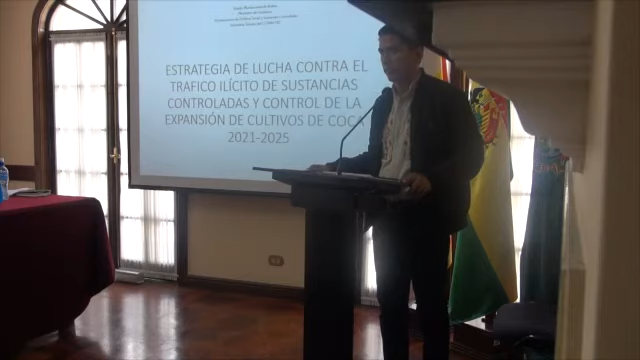 ESTRATEGIA DE LUCHA CONTRA EL
TRAFICO ILÍCITO DE SUSTANCIAS
CONTROLADAS Y CONTROL DE LA
EXPANSIÓN DE CULTIVOS DE COCA
2021-2025